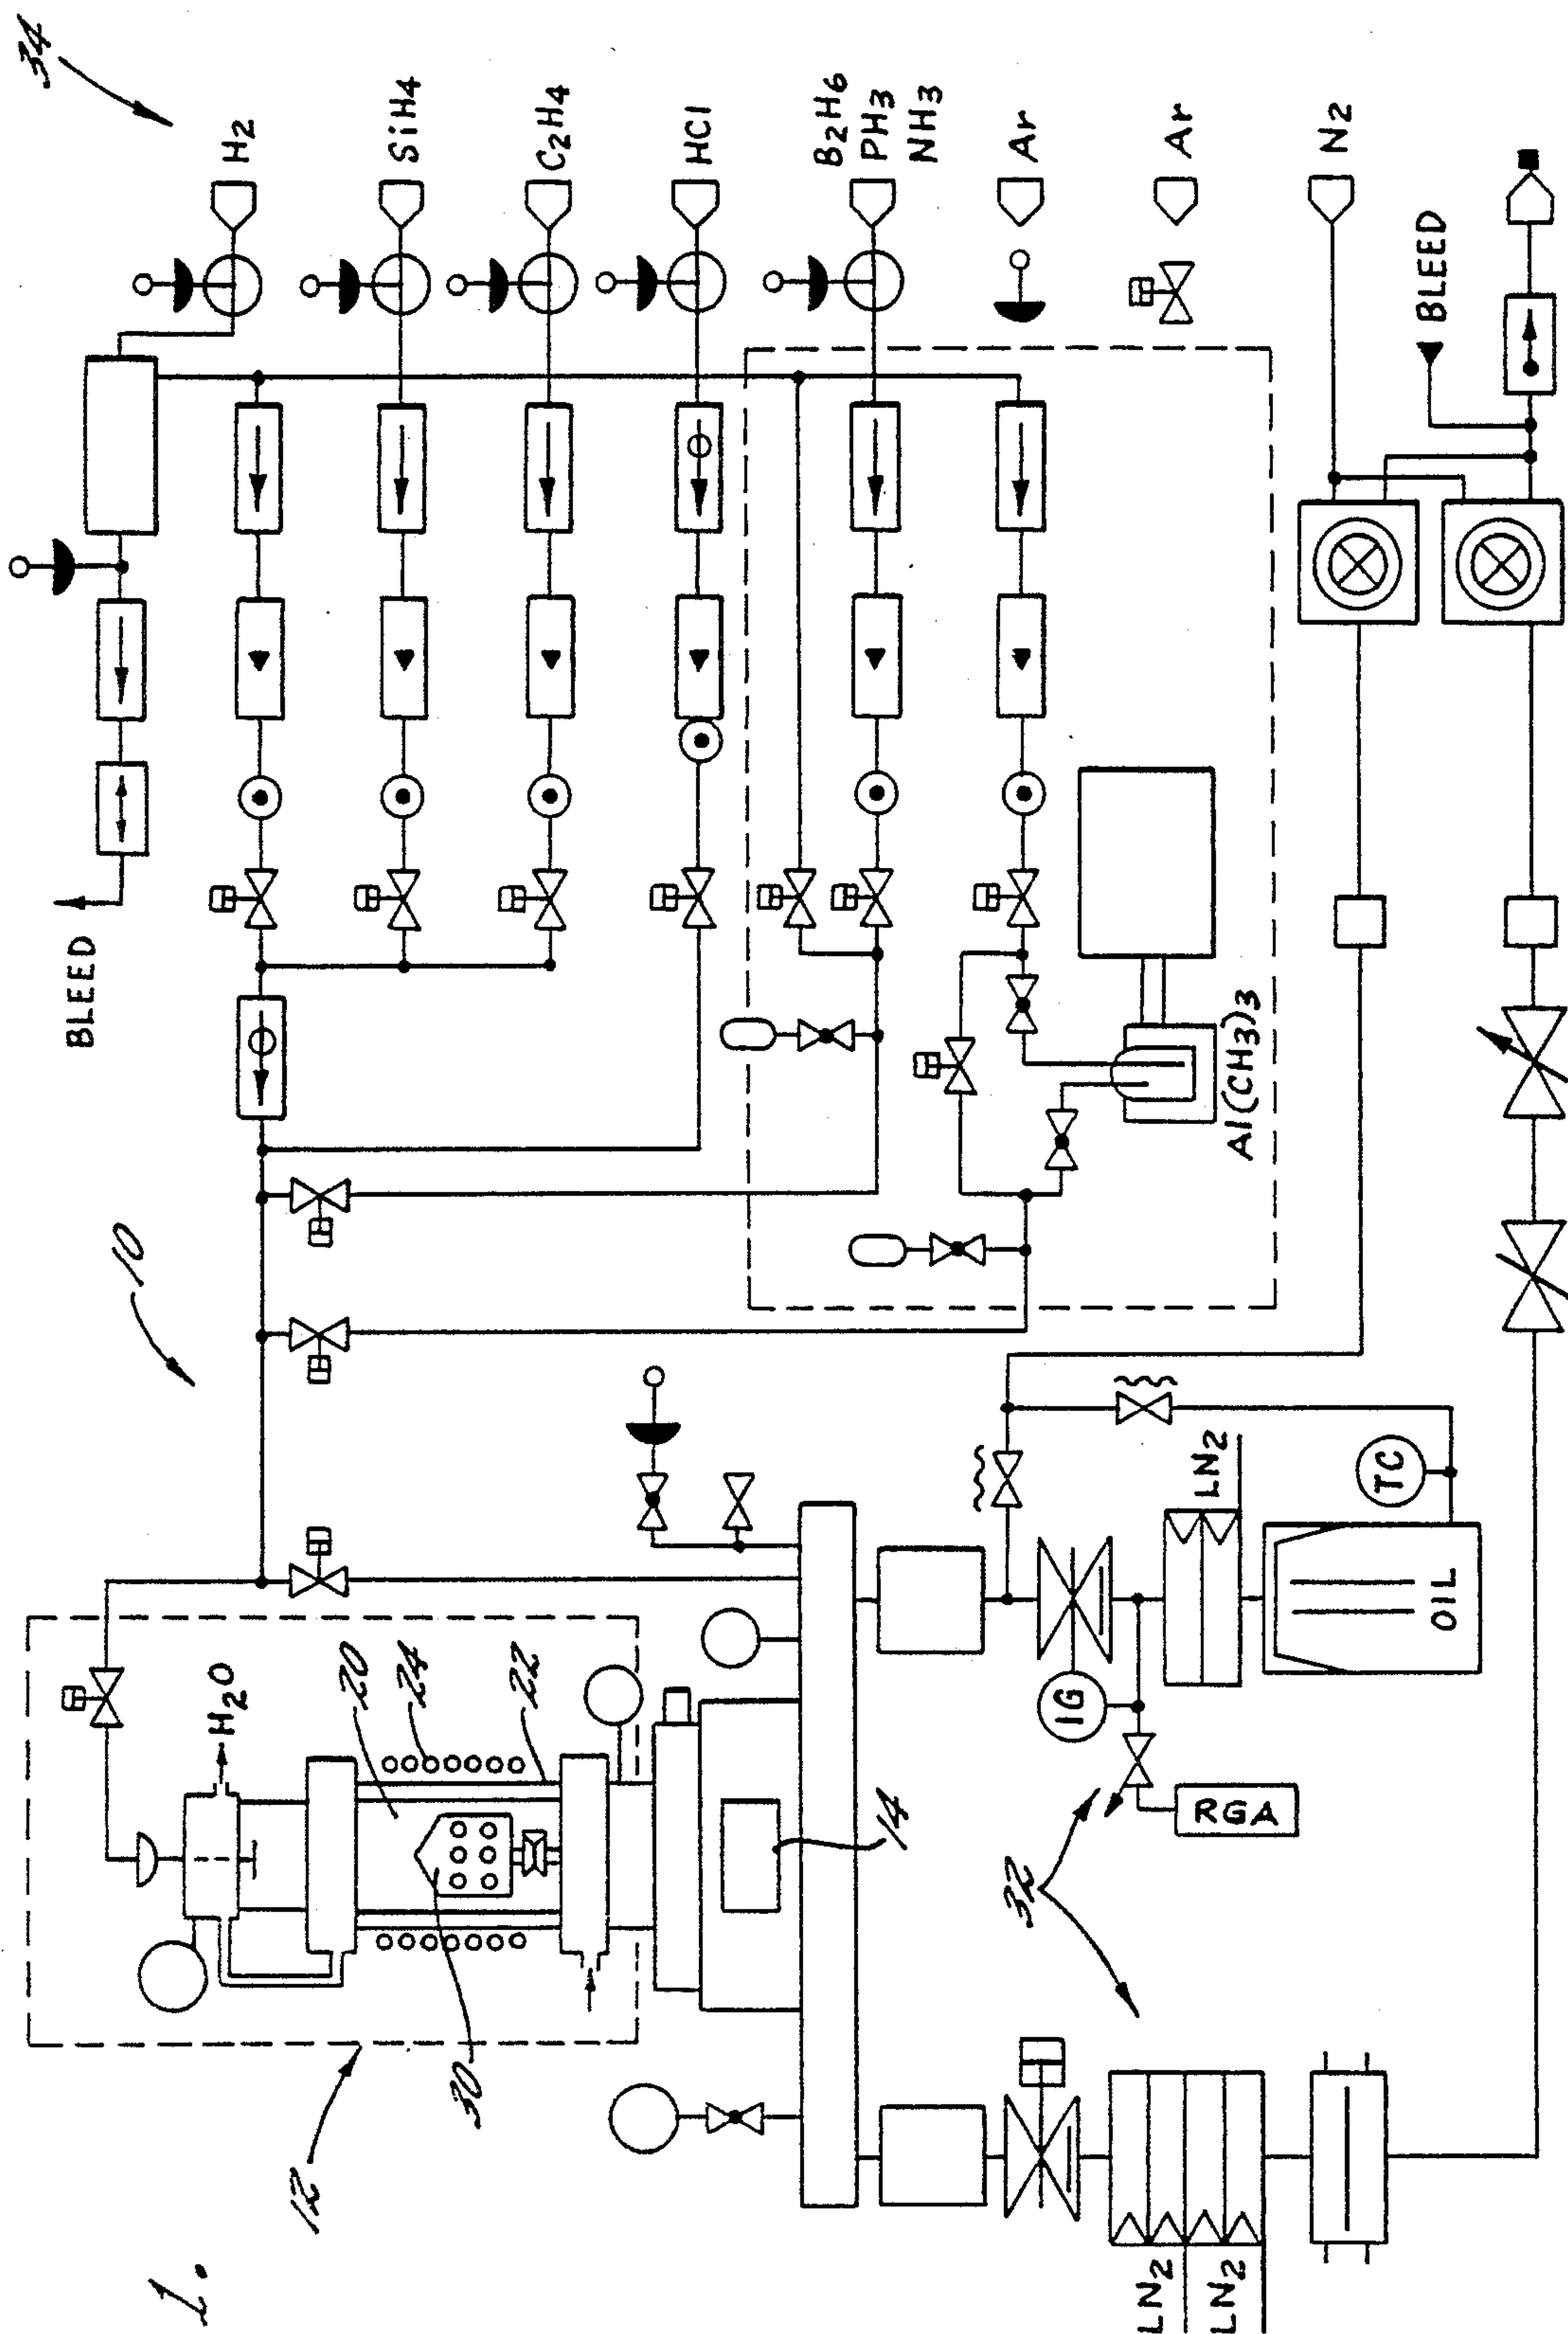 34
H2
SiH4
C2H4
HCl
B2H6
PH3
NH3
Ar
Ar
N2
BLEED
BLEED
Al(CH3)3
10
LN2
TC
OIL
IG
RGA
H2O
20
24
22
14
32
30
12
LN2
LN2
1.